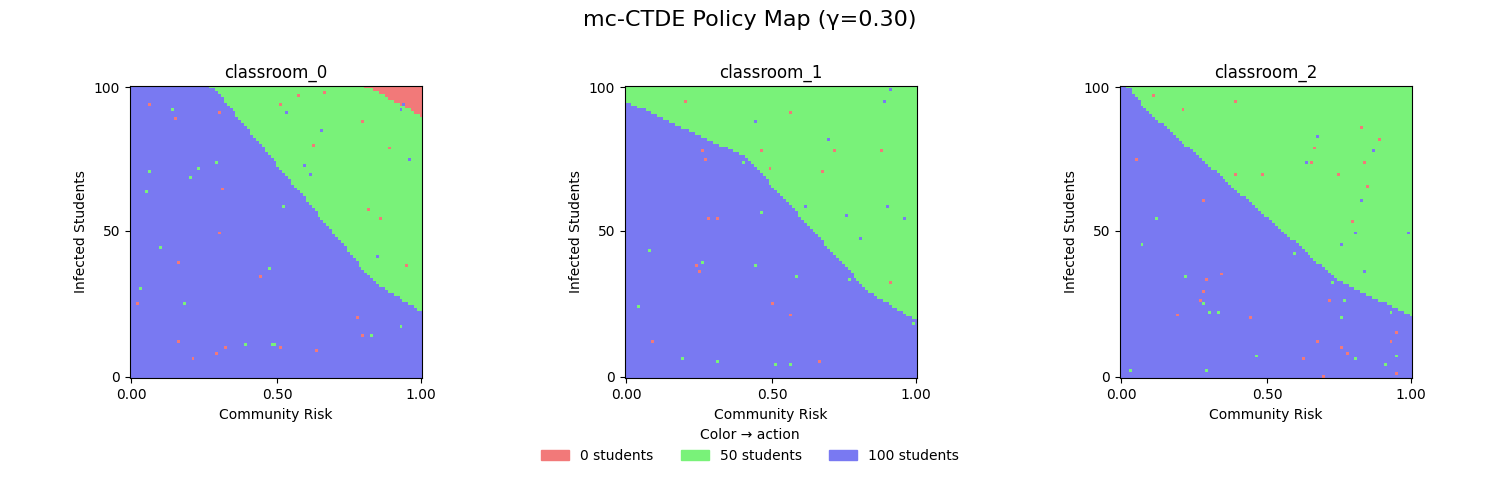 mc-CTDE Policy Map (γ=0.30)
classroom_0
classroom_1
classroom_2
100
50
0
Infected Students
0.00
0.50
1.00
Community Risk
100
50
0
Infected Students
0.00
0.50
1.00
Community Risk
100
50
0
Infected Students
0.00
0.50
1.00
Community Risk
Color → action
0 students
50 students
100 students